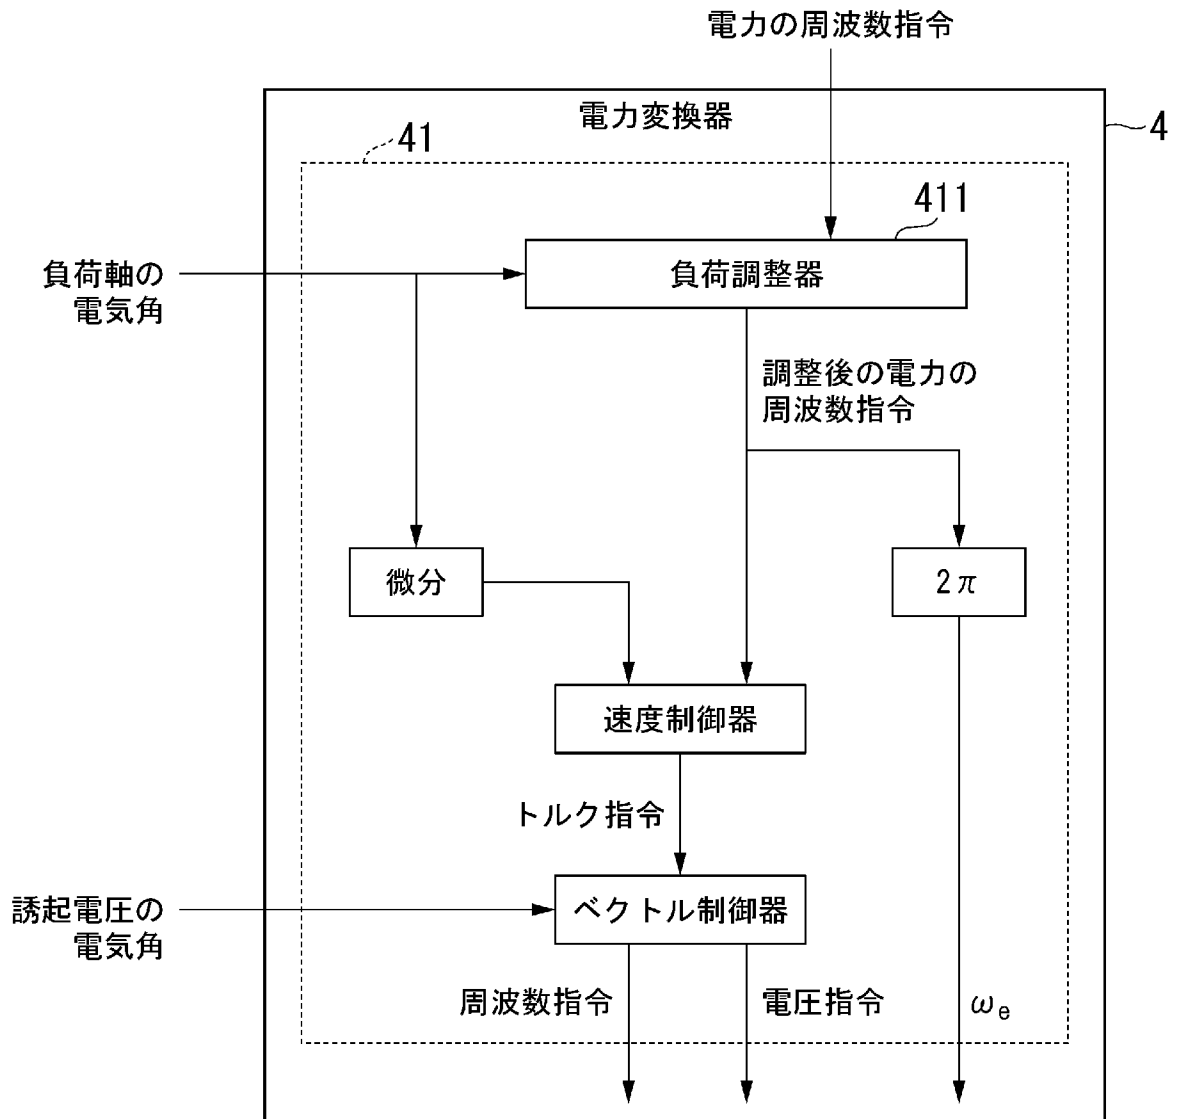 電力の周波数指令
電力変換器
4
41
411
負荷調整器
負荷軸の
電気角
調整後の電力の
周波数指令
微分
2π
速度制御器
トルク指令
ベクトル制御器
誘起電圧の
電気角
周波数指令
電圧指令
ωe